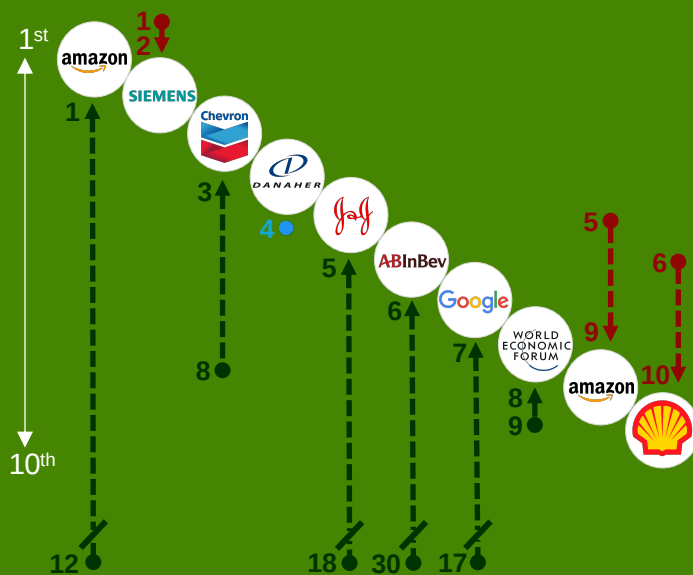 1st
1
2
amazon
SIEMENS
1
Chevron
3
DANAHER
4
J&J
5
5
ABInBev
6
6
Google
7
WORLD
ECONOMIC
FORUM
8
8
9
9
amazon
10
10th
12
18
30
17